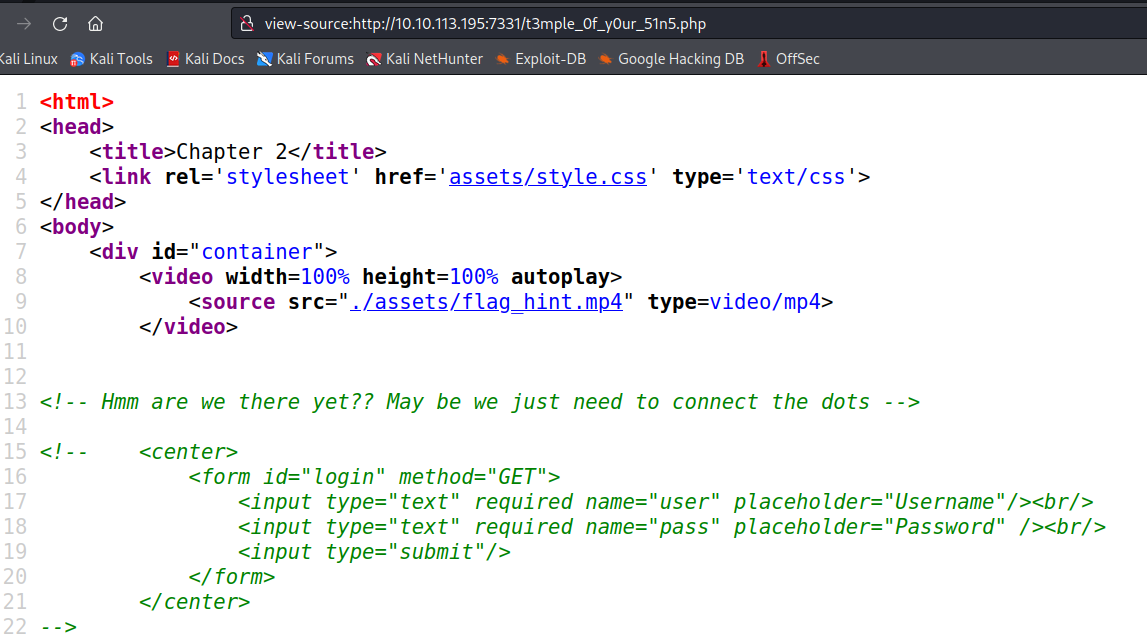 view-source:http://10.10.113.195:7331/t3mple_0f_y0ur_51n5.php
Kali Linux Kali Tools Kali Docs Kali Forums Kali NetHunter Exploit-DB Google Hacking DB OffSec
1 <html>
2 <head>
3     <title>Chapter 2</title>
4     <link rel='stylesheet' href='assets/style.css' type='text/css'>
5 </head>
6 <body>
7     <div id="container">
8         <video width=100% height=100% autoplay>
9             <source src="./assets/flag_hint.mp4" type=video/mp4>
10         </video>
11
12
13 <!-- Hmm are we there yet?? May be we just need to connect the dots -->
14
15 <!--    <center>
16             <form id="login" method="GET">
17                 <input type="text" required name="user" placeholder="Username"/><br/>
18                 <input type="text" required name="pass" placeholder="Password" /><br/>
19                 <input type="submit"/>
20             </form>
21         </center>
22 -->